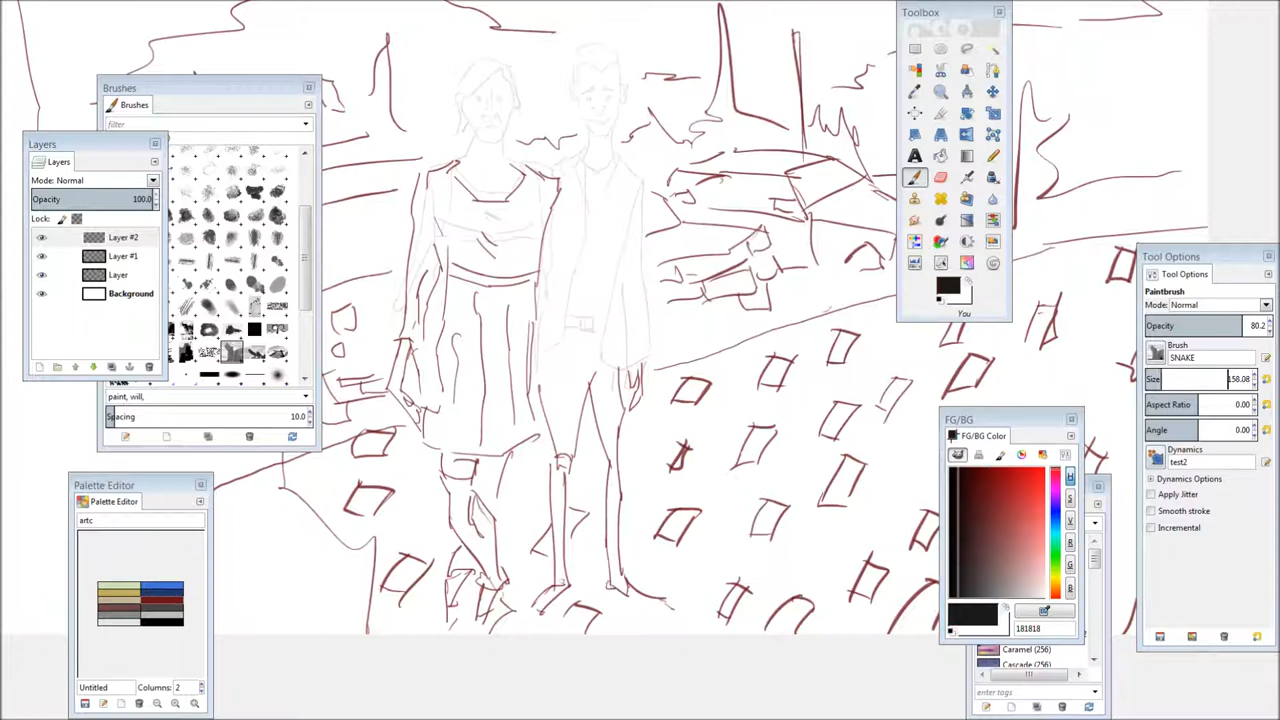 Brushes
Brushes
filter
paint, will,
Spacing 10.0
Layers
Layers
Mode: Normal
Opacity 100.0
Lock:
Layer #2
Layer #1
Layer
Background
Palette Editor
Palette Editor
artc
Untitled Columns: 2
Toolbox
You
FG/BG
FG/BG Color
H
S
V
R
G
B
181818
Caramel (256)
Cascade (256)
enter tags
Tool Options
Tool Options
Paintbrush
Mode: Normal
Opacity 80.2
Brush
SNAKE
Size 158.08
Aspect Ratio 0.00
Angle 0.00
Dynamics
test2
Dynamics Options
Apply Jitter
Smooth stroke
Incremental